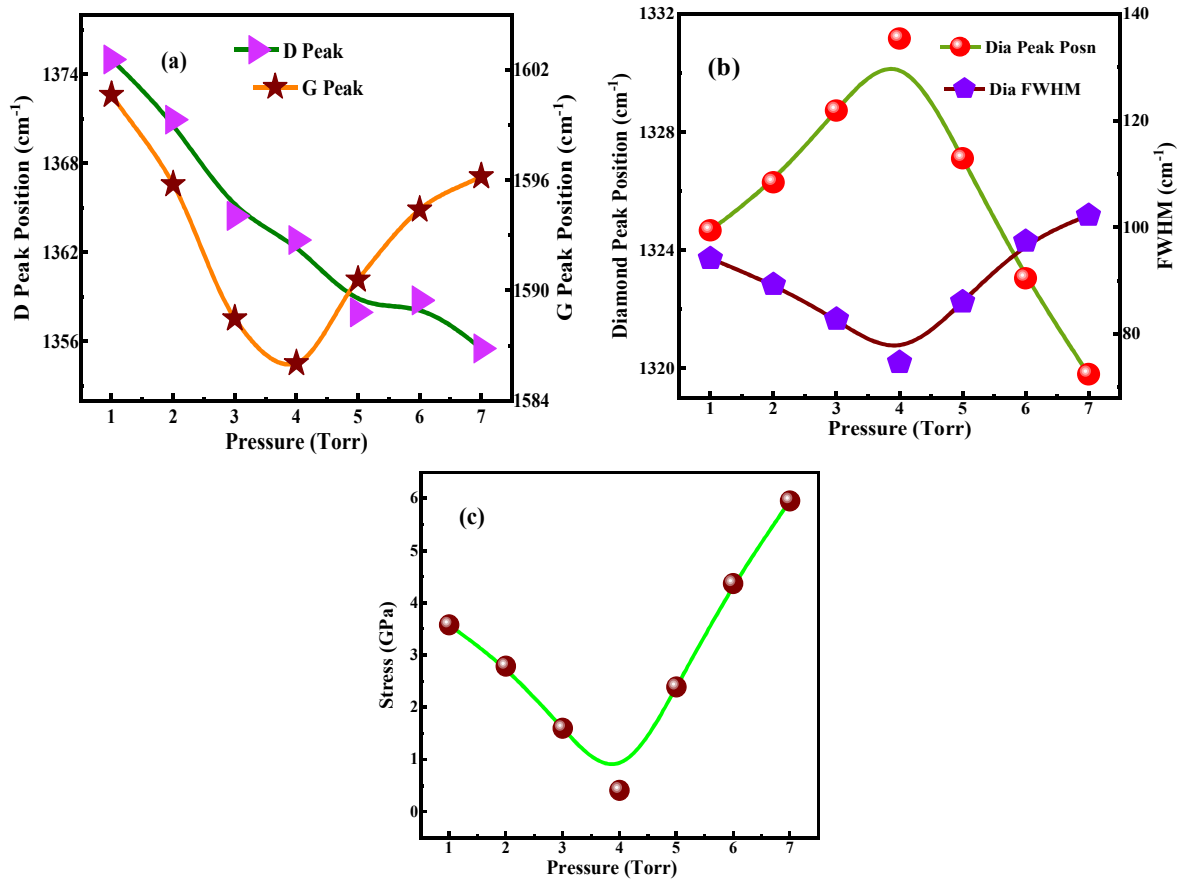 (a)
D Peak
G Peak
1374
1368
1362
1356
D Peak Position (cm⁻¹)
1602
1596
1590
1584
G Peak Position (cm⁻¹)
1 2 3 4 5 6 7
Pressure (Torr)
(b)
Dia Peak Posn
Dia FWHM
1332
1328
1324
1320
Diamond Peak Position (cm⁻¹)
140
120
100
80
FWHM (cm⁻¹)
1 2 3 4 5 6 7
Pressure (Torr)
(c)
6
5
4
3
2
1
0
Stress (GPa)
1 2 3 4 5 6 7
Pressure (Torr)